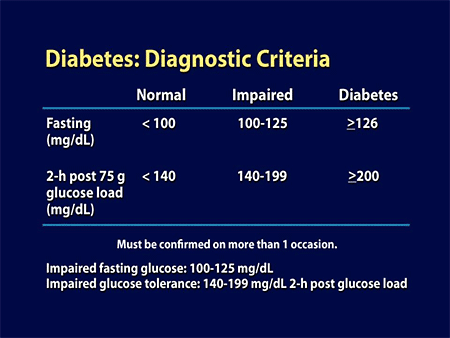 Diabetes: Diagnostic Criteria
Normal Impaired Diabetes
Fasting (mg/dL) < 100 100-125 ≥126
2-h post 75 g glucose load (mg/dL) < 140 140-199 ≥200
Must be confirmed on more than 1 occasion.
Impaired fasting glucose: 100-125 mg/dL
Impaired glucose tolerance: 140-199 mg/dL 2-h post glucose load